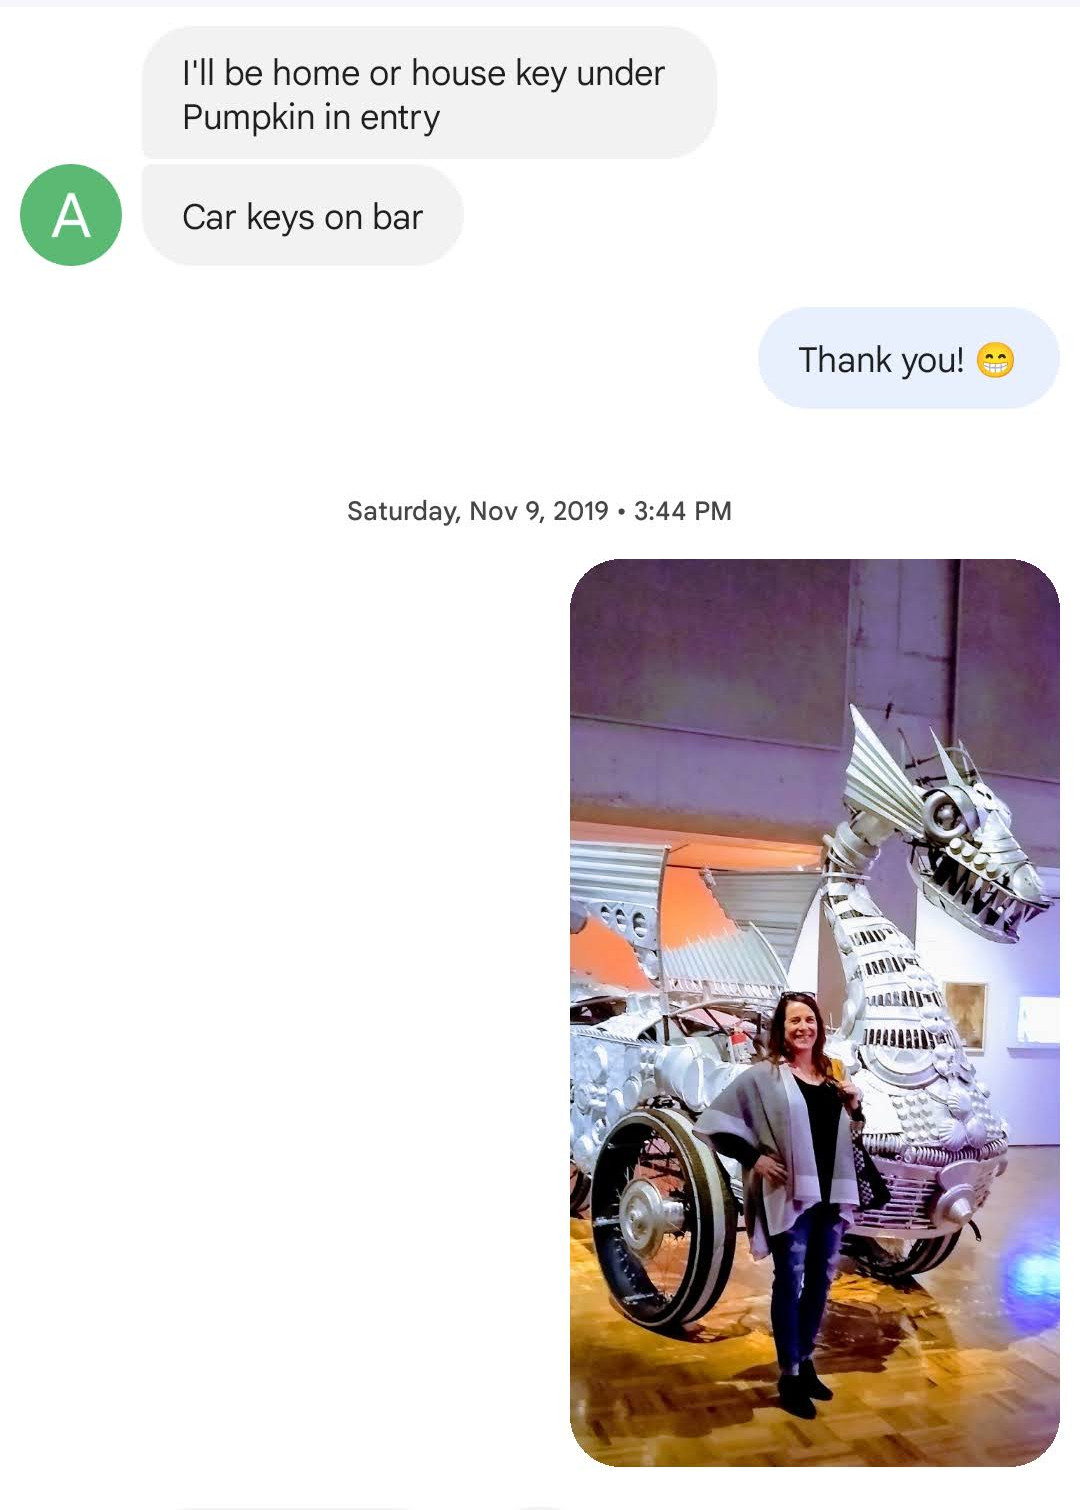 I'll be home or house key under
Pumpkin in entry
A
Car keys on bar
Thank you! 😁
Saturday, Nov 9, 2019 • 3:44 PM